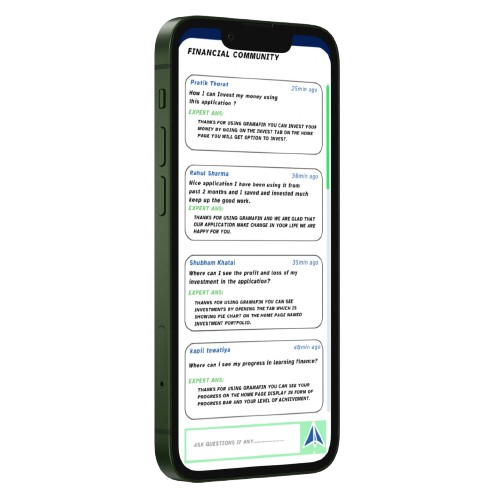 FINANCIAL COMMUNITY
Pratik Thorat
25min ago
How I can Invest my money using
this application ?
EXPERT ANS:
THANKS FOR USING GRAMAFIN YOU CAN INVEST YOUR
MONEY BY GOING ON THE INVEST TAB ON THE HOME
PAGE YOU WILL GET OPTION TO INVEST.
Rahul Sharma
30min ago
Nice application I have been using it from
past 2 months and I saved and invested much
keep up the good work.
EXPERT ANS:
THANKS FOR USING GRAMAFIN AND WE ARE GLAD THAT
OUR APPLICATION MAKE CHANGE IN YOUR LIFE WE ARE
HAPPY FOR YOU.
Shubham Khatai
35min ago
Where can I see the profit and loss of my
investment in the application?
EXPERT ANS:
THANKS FOR USING GRAMAFIN YOU CAN SEE
INVESTMENTS BY OPENING THE TAB WHICH IS
SHOWING PIE CHART ON THE HOME PAGE NAMED
INVESTMENT PORTPOLIO.
kapil tewatiya
40min ago
Where can I see my progress in learning finance?
EXPERT ANS:
THANKS FOR USING GRAMAFIN YOU CAN SEE YOUR
PROGRESS ON THE HOME PAGE DISPLAY IN FORM OF
PROGRESS BAR AND YOUR LEVEL OF ACHIEVEMENT.
ASK QUESTIONS IF ANY...............